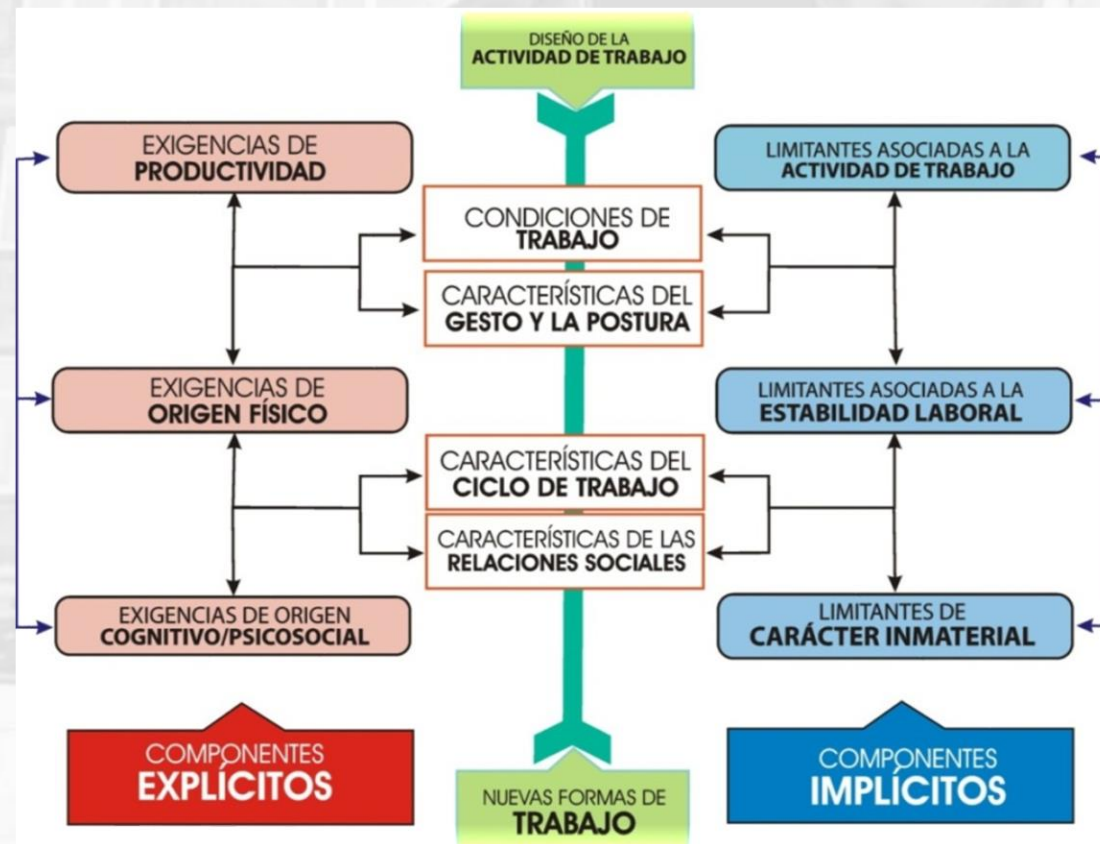 DISEÑO DE LA
ACTIVIDAD DE TRABAJO
EXIGENCIAS DE
PRODUCTIVIDAD
LIMITANTES ASOCIADAS A LA
ACTIVIDAD DE TRABAJO
CONDICIONES DE
TRABAJO
CARACTERÍSTICAS DEL
GESTO Y LA POSTURA
EXIGENCIAS DE
ORIGEN FÍSICO
LIMITANTES ASOCIADAS A LA
ESTABILIDAD LABORAL
CARACTERÍSTICAS DEL
CICLO DE TRABAJO
CARACTERÍSTICAS DE LAS
RELACIONES SOCIALES
EXIGENCIAS DE ORIGEN
COGNITIVO/PSICOSOCIAL
LIMITANTES DE
CARÁCTER INMATERIAL
COMPONENTES
EXPLÍCITOS
NUEVAS FORMAS DE
TRABAJO
COMPONENTES
IMPLÍCITOS